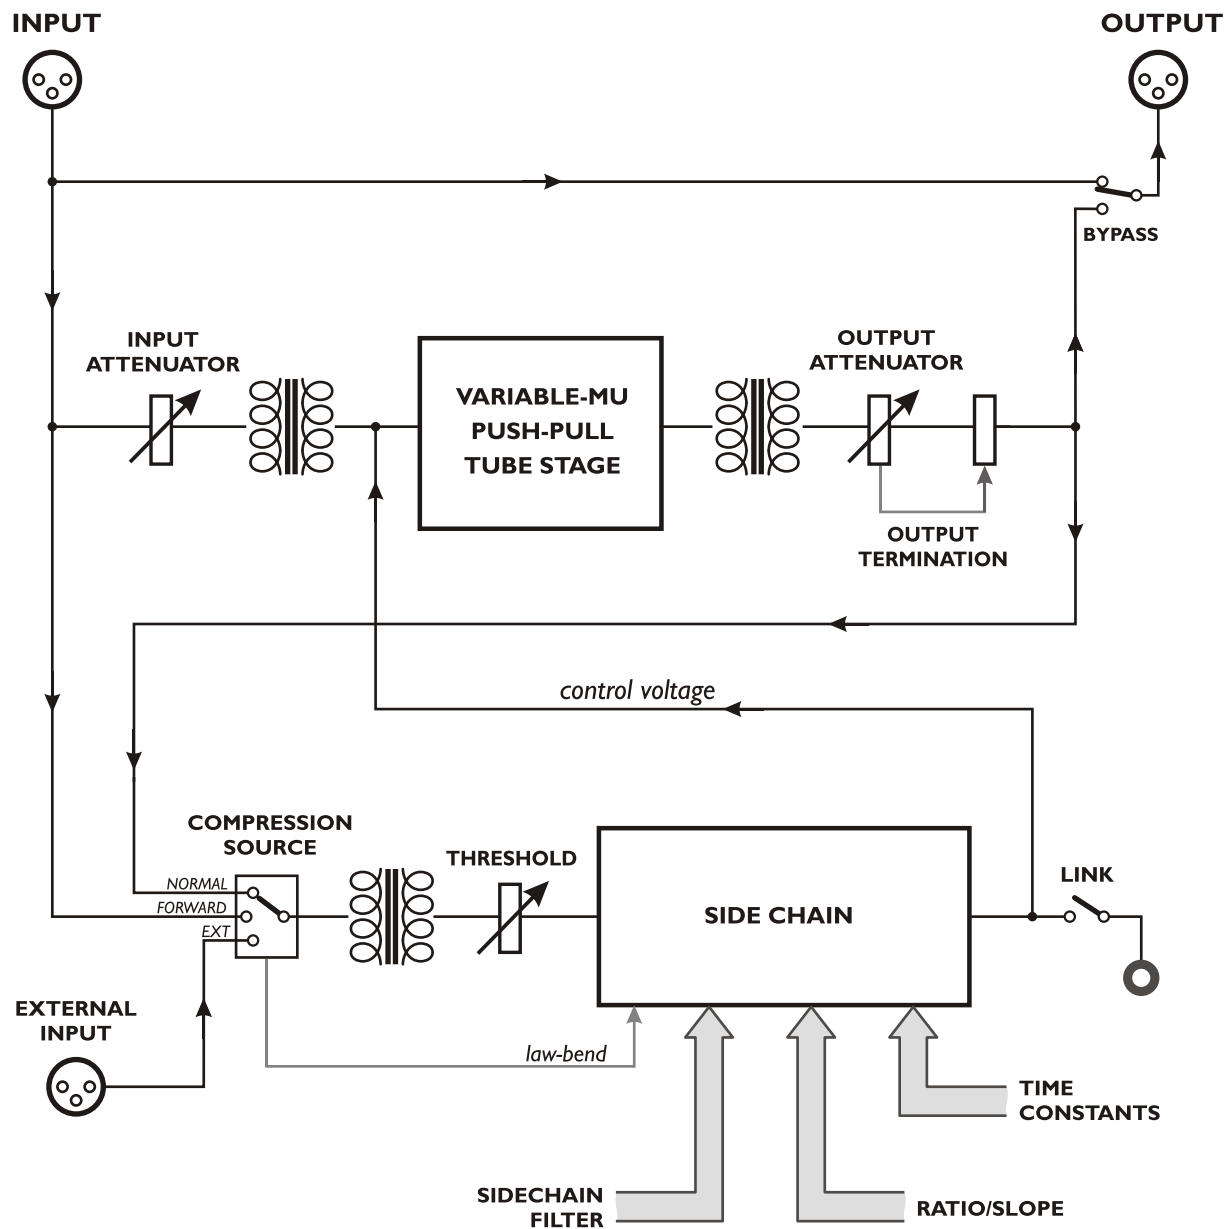 INPUT
OUTPUT
BYPASS
INPUT
ATTENUATOR
OUTPUT
ATTENUATOR
VARIABLE-MU
PUSH-PULL
TUBE STAGE
OUTPUT
TERMINATION
control voltage
COMPRESSION
SOURCE
THRESHOLD
LINK
NORMAL
FORWARD
EXT
SIDE CHAIN
EXTERNAL
INPUT
law-bend
TIME
CONSTANTS
SIDECHAIN
FILTER
RATIO/SLOPE